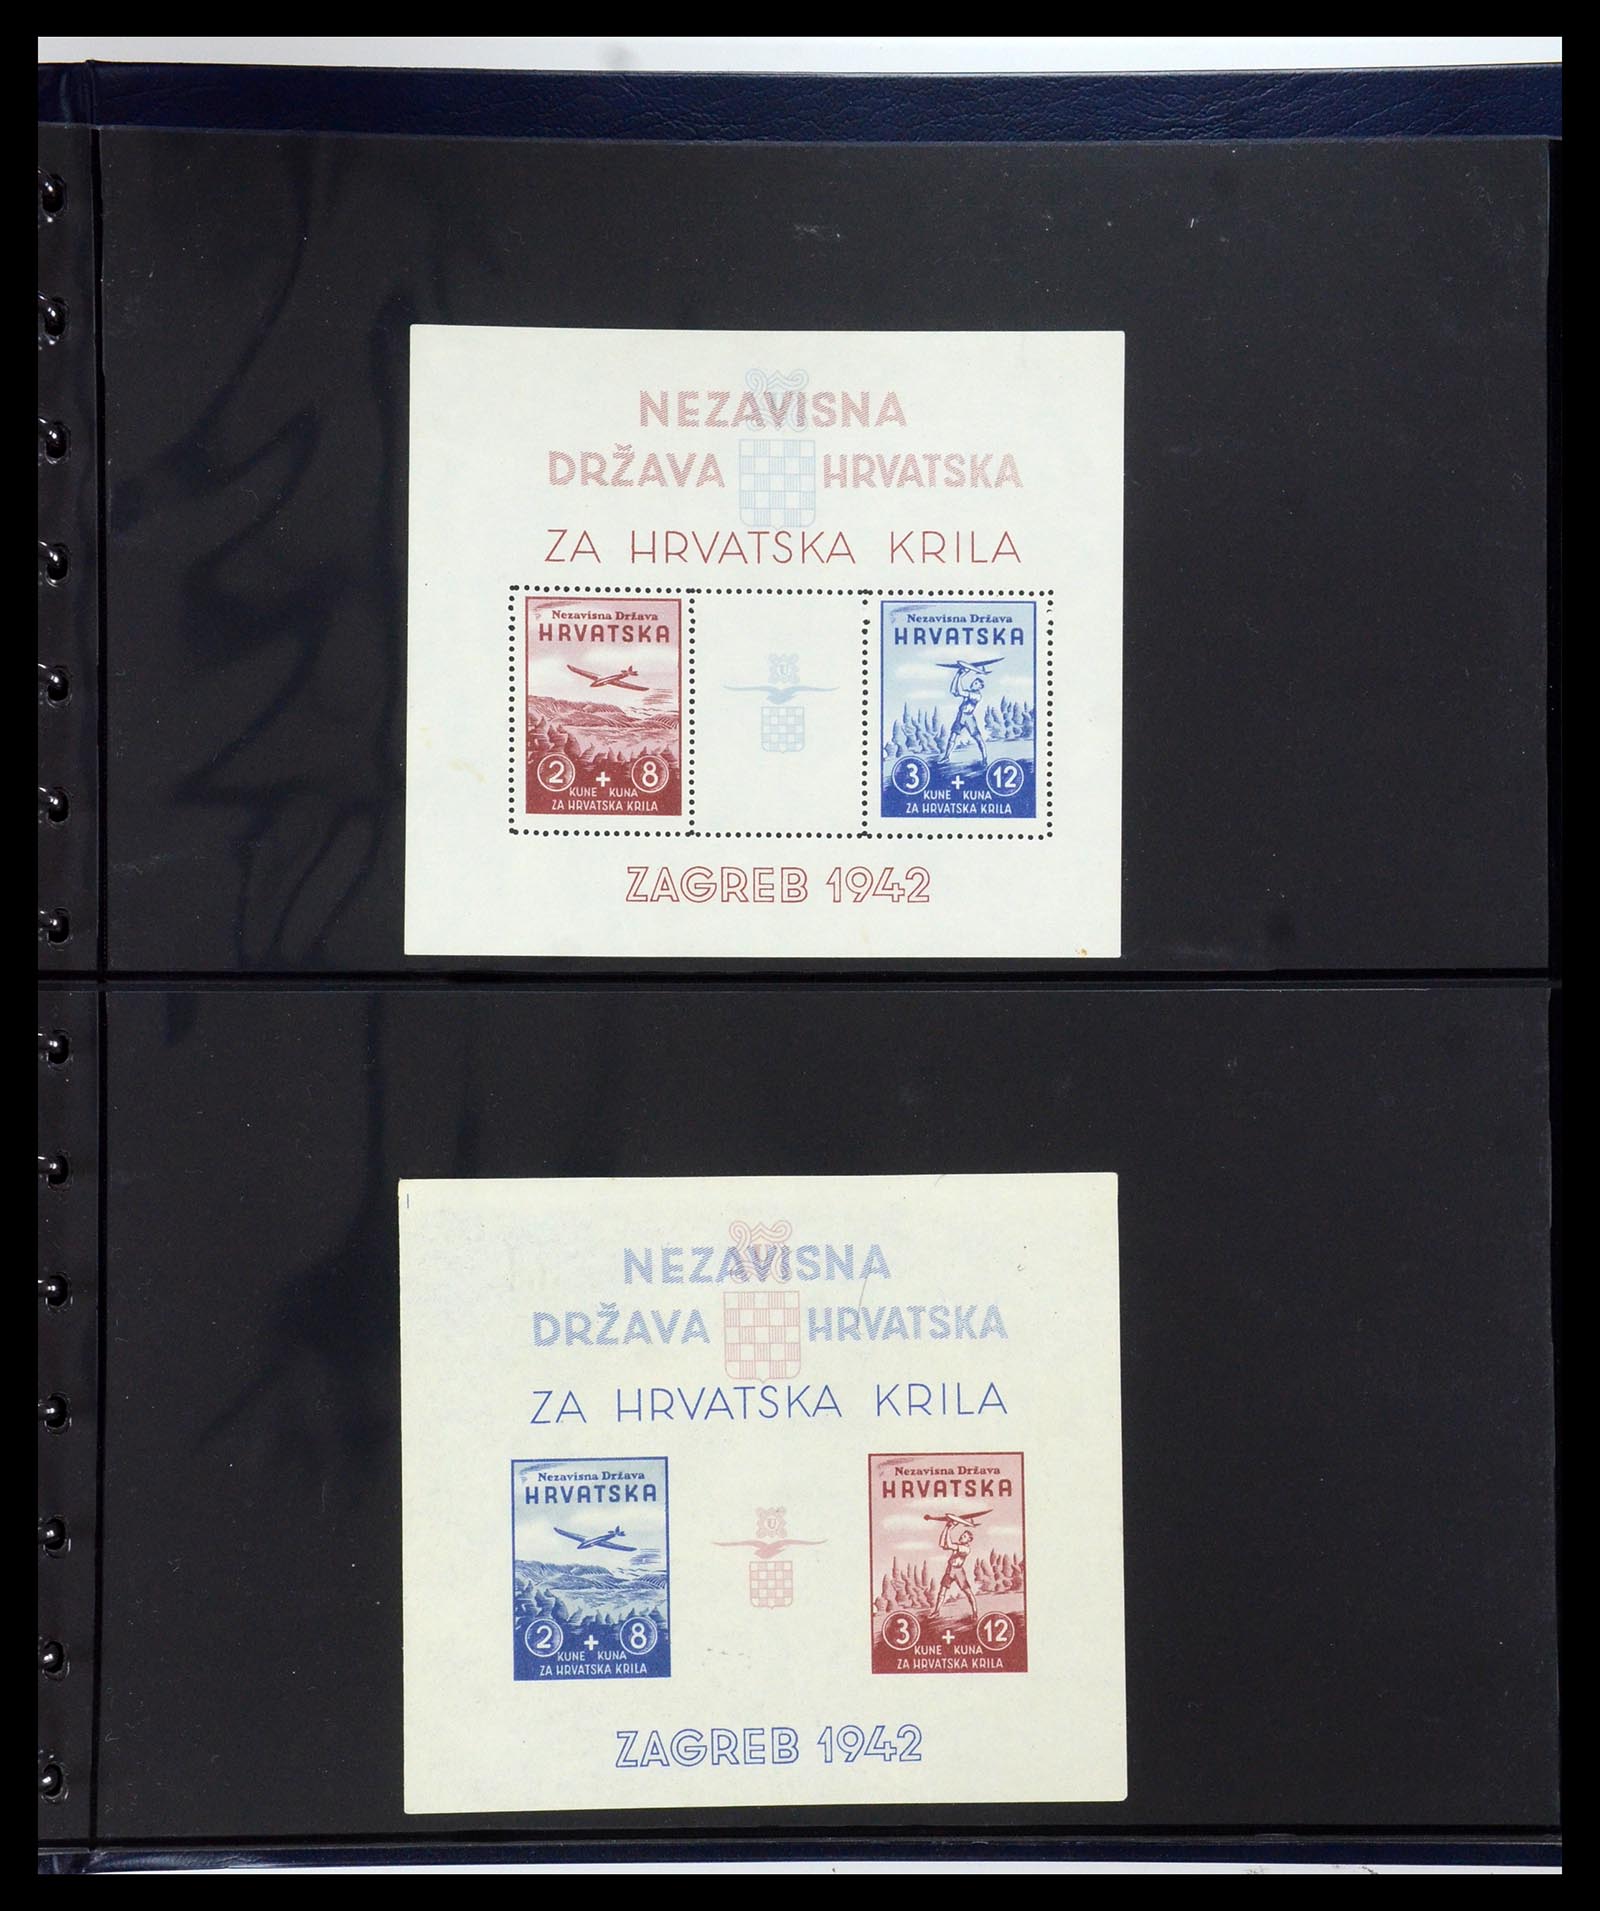 NEZAVISNA
DRŽAVA HRVATSKA
ZA HRVATSKA KRILA
Nezavisna Država
HRVATSKA
2 + 8
KUNE KUNA
ZA HRVATSKA KRILA
U
Nezavisna Država
HRVATSKA
3 + 12
KUNE KUNA
ZA HRVATSKA KRILA
ZAGREB 1942
NEZAVISNA
DRŽAVA HRVATSKA
ZA HRVATSKA KRILA
Nezavisna Država
HRVATSKA
2 + 8
KUNE KUNA
ZA HRVATSKA KRILA
U
Nezavisna Država
HRVATSKA
3 + 12
KUNE KUNA
ZA HRVATSKA KRILA
ZAGREB 1942